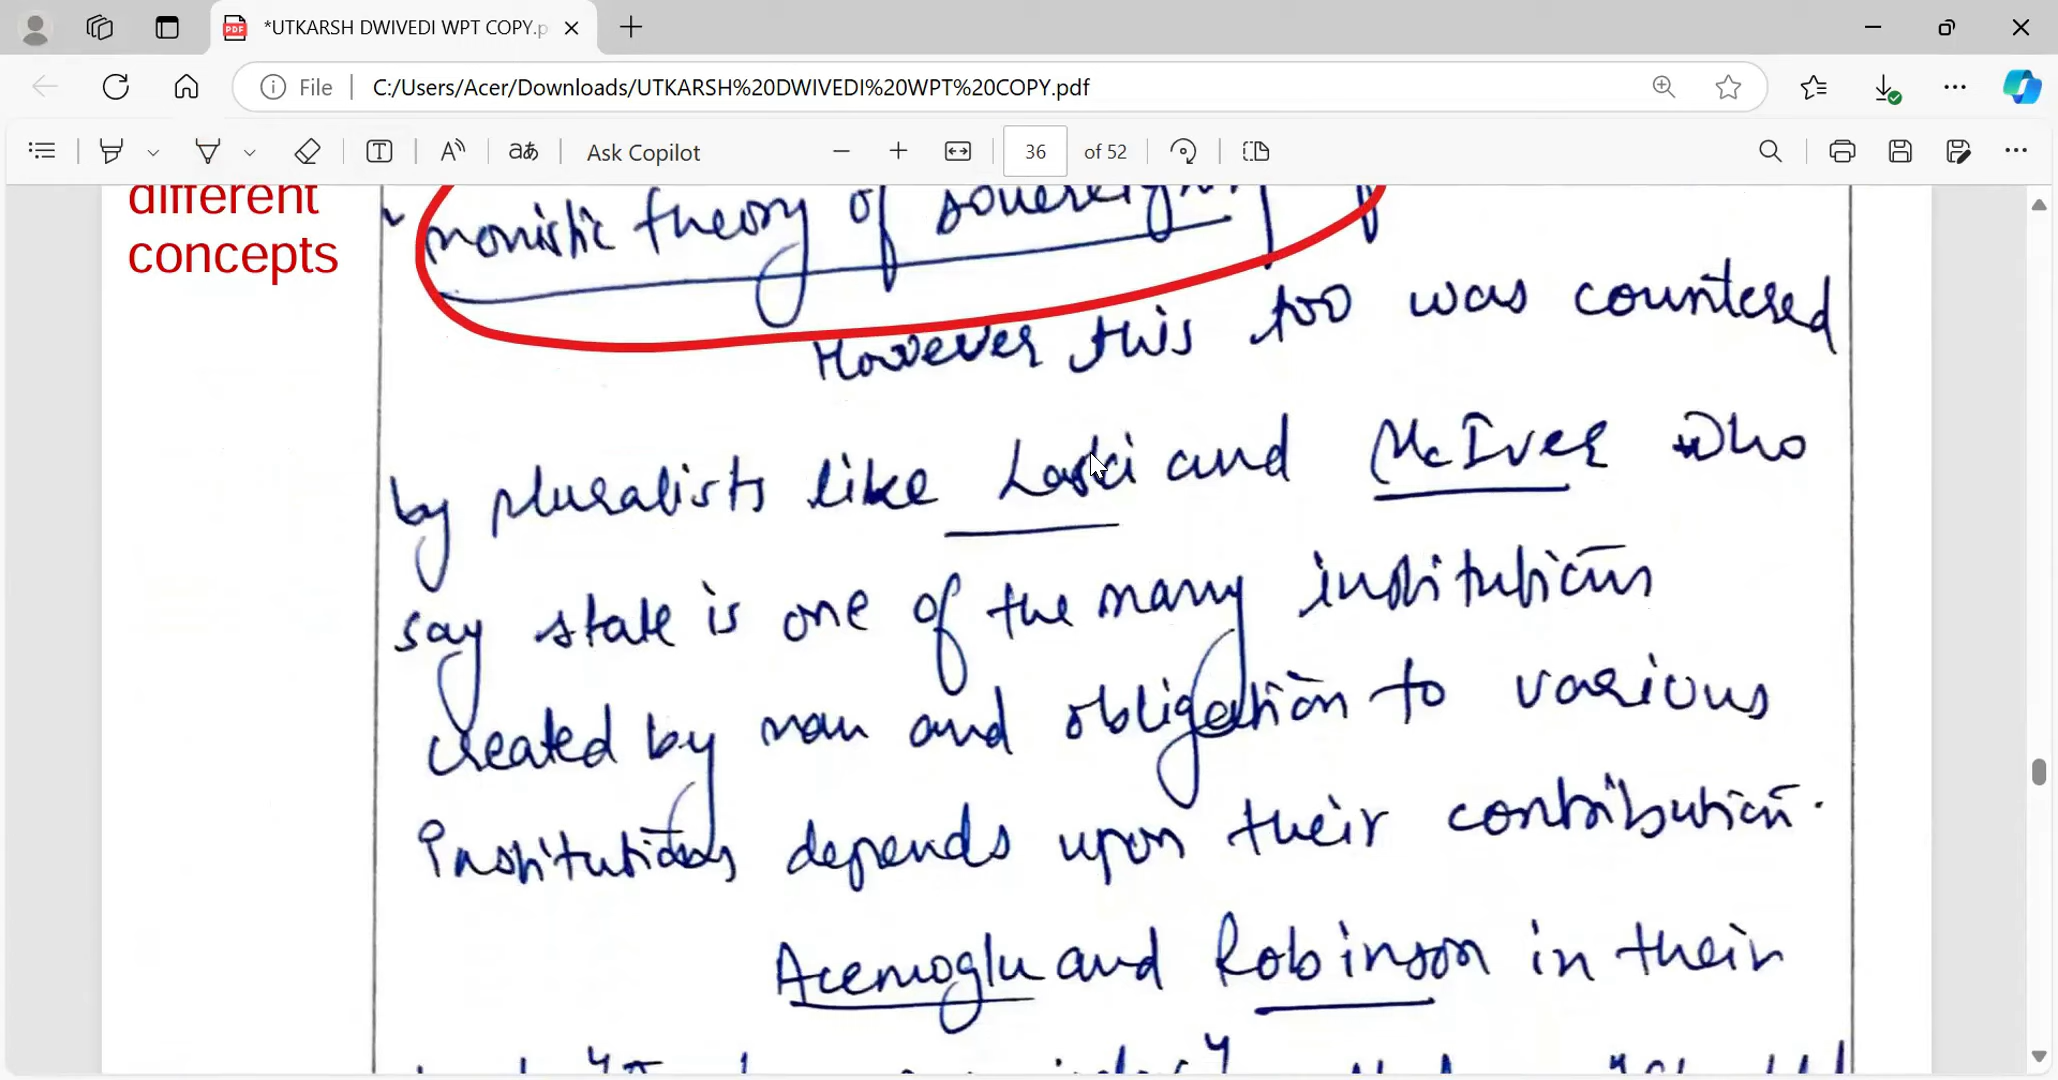 *UTKARSH DWIVEDI WPT COPY.p
File C:/Users/Acer/Downloads/UTKARSH%20DWIVEDI%20WPT%20COPY.pdf
Ask Copilot 36 of 52
different
concepts
monistic theory of sovereignty
However this too was countered
by pluralists like Laski and McIver who
say state is one of the many institutions
created by man and obligation to various
Institutions depends upon their contribution.
Acemoglu and Robinson in their